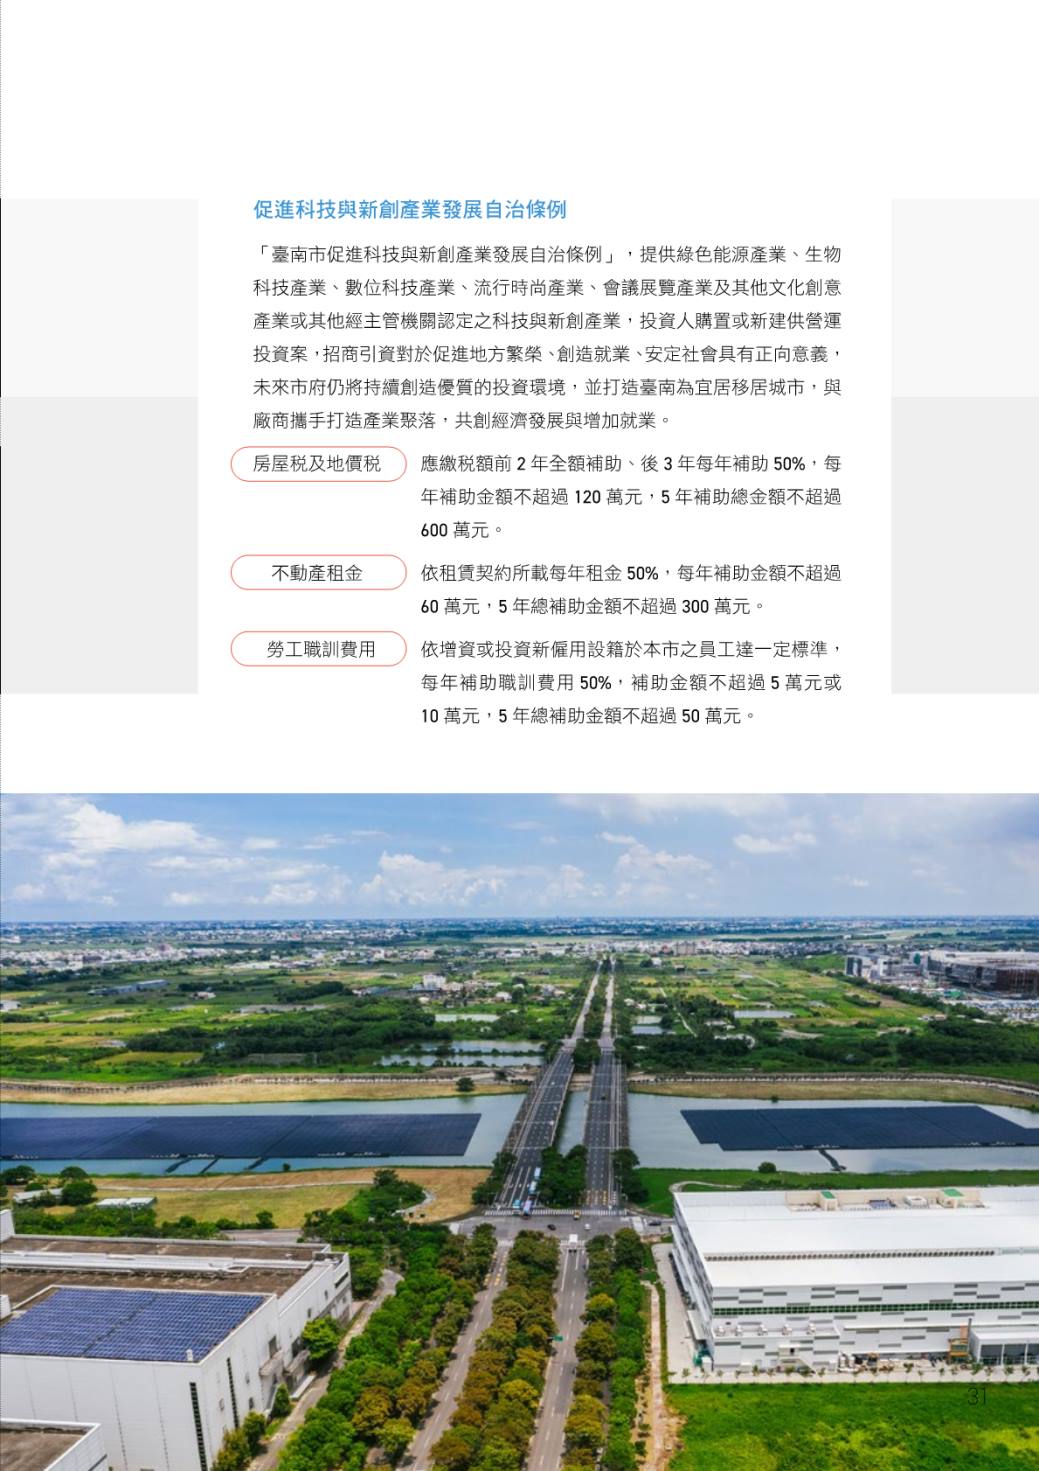 促進科技與新創產業發展自治條例
「臺南市促進科技與新創產業發展自治條例」，提供綠色能源產業、生物
科技產業、數位科技產業、流行時尚產業、會議展覽產業及其他文化創意
產業或其他經主管機關認定之科技與新創產業，投資人購置或新建供營運
投資案，招商引資對於促進地方繁榮、創造就業、安定社會具有正向意義，
未來市府仍將持續創造優質的投資環境，並打造臺南為宜居移居城市，與
廠商攜手打造產業聚落，共創經濟發展與增加就業。
房屋稅及地價稅 應繳稅額前 2 年全額補助、後 3 年每年補助 50%，每
年補助金額不超過 120 萬元，5 年補助總金額不超過
600 萬元。
不動產租金 依租賃契約所載每年租金 50%，每年補助金額不超過
60 萬元，5 年總補助金額不超過 300 萬元。
勞工職訓費用 依增資或投資新僱用設籍於本市之員工達一定標準，
每年補助職訓費用 50%，補助金額不超過 5 萬元或
10 萬元，5 年總補助金額不超過 50 萬元。
31